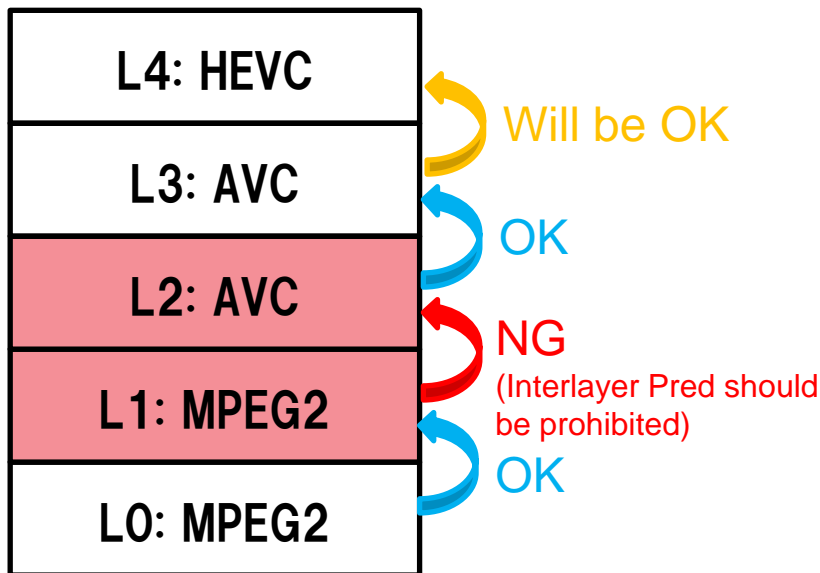 L4: HEVC
Will be OK
L3: AVC
OK
L2: AVC
NG
(Interlayer Pred should
be prohibited)
L1: MPEG2
OK
L0: MPEG2